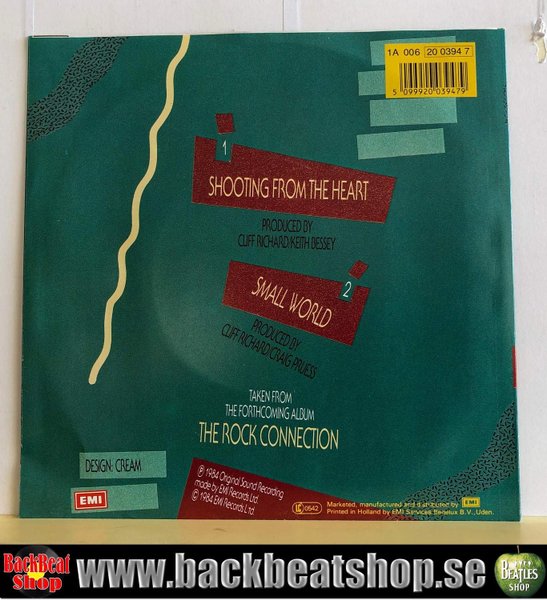 1A 006 20 0394 7
5 099920 039479
1
SHOOTING FROM THE HEART
PRODUCED BY
CLIFF RICHARD/KEITH BESSEY
2
SMALL WORLD
PRODUCED BY
CLIFF RICHARD/CRAIG PRUESS
TAKEN FROM
THE FORTHCOMING ALBUM
THE ROCK CONNECTION
DESIGN: CREAM
EMI
℗ 1984 Original Sound Recording
made by EMI Records Ltd.
© 1984 EMI Records Ltd.
LC 0542
Marketed, manufactured and distributed by EMI
Printed in Holland by EMI Services Benelux B.V., Uden.
BackBeat
Shop
www.backbeatshop.se
BEATLES
SHOP